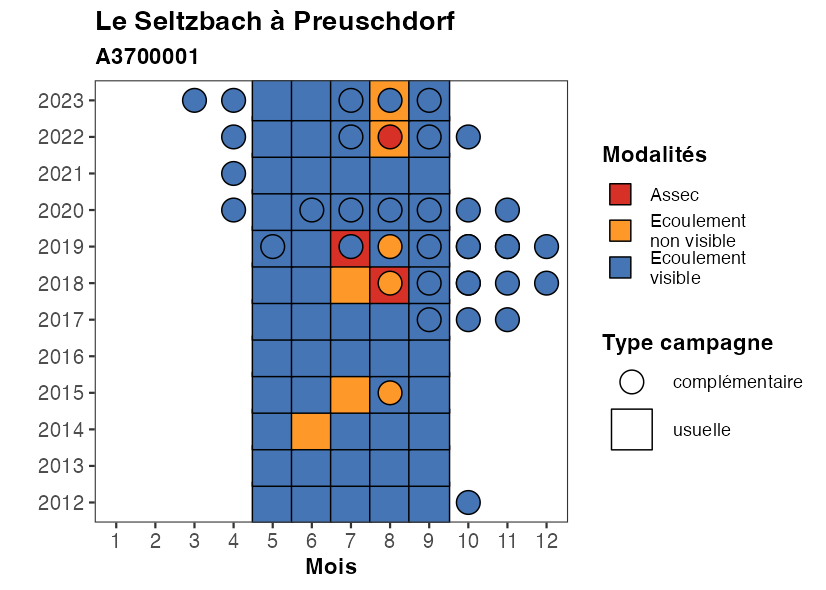 Le Seltzbach à Preuschdorf
A3700001
2023
2022
2021
2020
2019
2018
2017
2016
2015
2014
2013
2012
1 2 3 4 5 6 7 8 9 10 11 12
Mois
Modalités
Assec
Ecoulement
non visible
Ecoulement
visible
Type campagne
complémentaire
usuelle